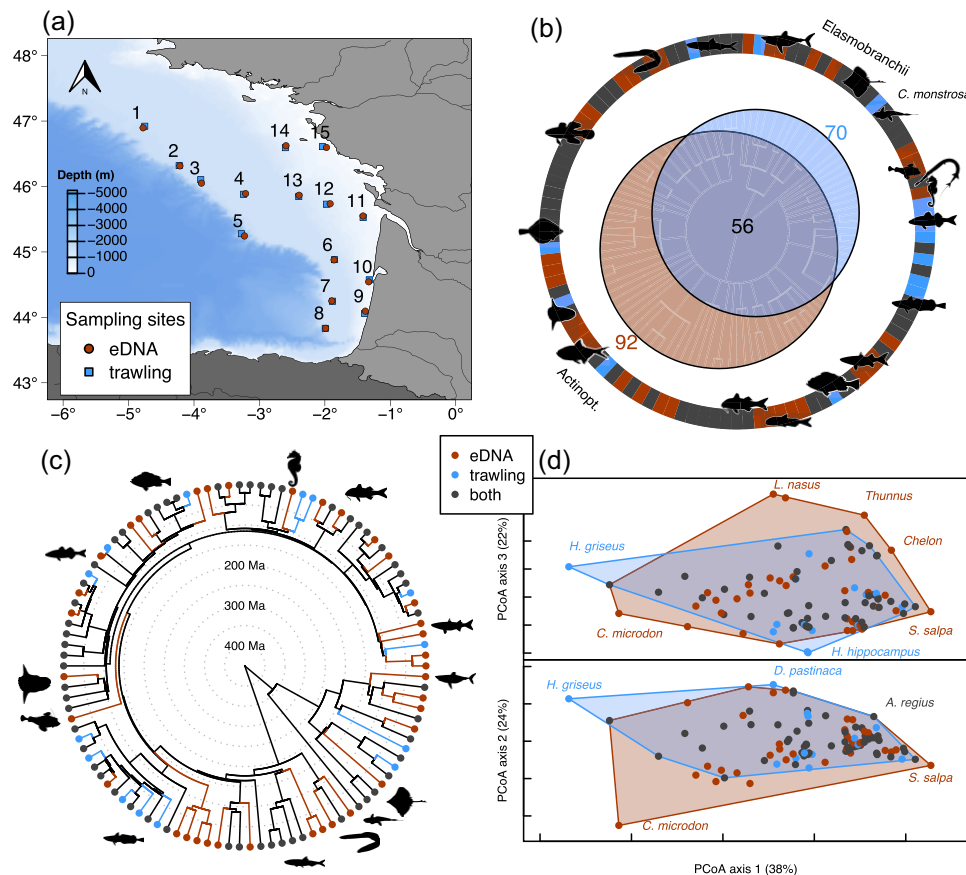 (a)
48°
47°
46°
45°
44°
43°
−6°
−5°
−4°
−3°
−2°
−1°
0°
N
1
2
3
4
5
6
7
8
9
10
11
12
13
14
15
Depth (m)
−5000
−4000
−3000
−2000
−1000
0
Sampling sites
eDNA
trawling
(b)
Elasmobranchii
C. monstrosa
70
56
92
Actinopt.
(c)
200 Ma
300 Ma
400 Ma
eDNA
trawling
both
(d)
PCoA axis 3 (22%)
L. nasus
Thunnus
Chelon
H. griseus
C. microdon
S. salpa
H. hippocampus
PCoA axis 2 (24%)
D. pastinaca
H. griseus
A. regius
S. salpa
C. microdon
PCoA axis 1 (38%)